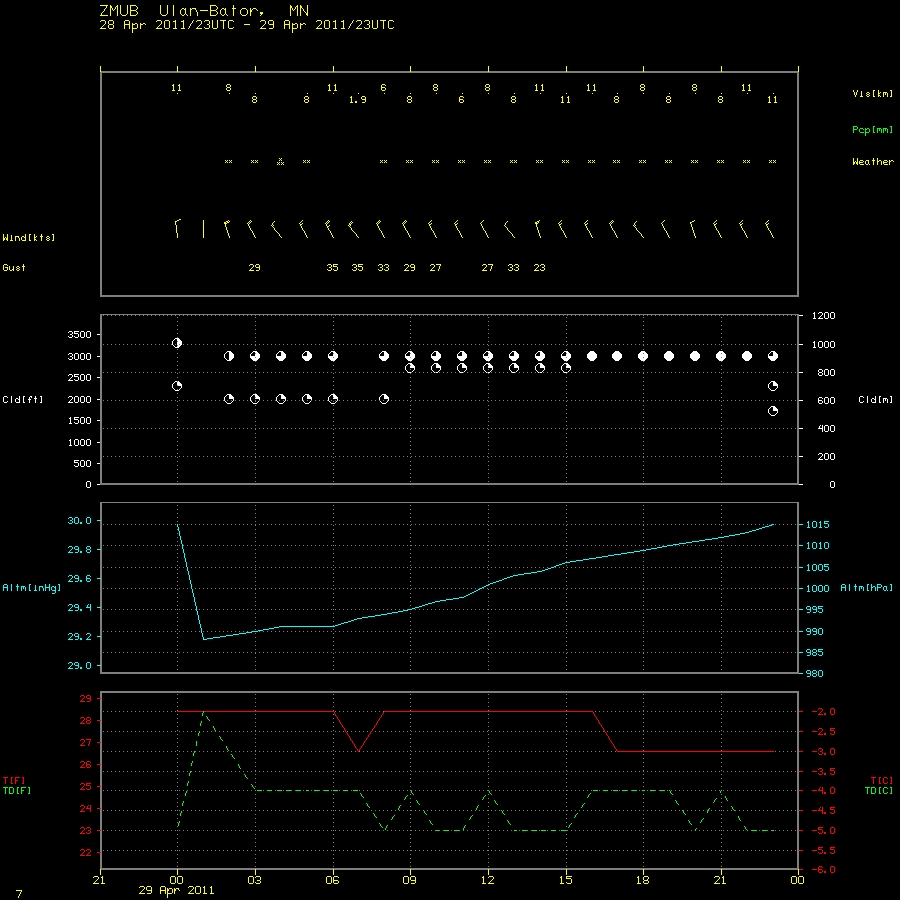 ZMUB Ulan-Bator, MN
28 Apr 2011/23UTC - 29 Apr 2011/23UTC
11 8 11 6 8 8 11 11 8 8 11
8 8 1.9 8 6 8 11 8 8 8 11
Vis[km]
Pcp[mm]
Weather
Wind[kts]
Gust 29 35 35 33 29 27 27 33 23
1200
3500
1000
3000
800
2500
Cld[ft] 2000 600 Cld[m]
1500
400
1000
200
500
0 0
30.0 1015
29.8 1010
1005
29.6
Altm[inHg] 1000 Altm[hPa]
29.4 995
29.2 990
985
29.0
980
29
28 -2.0
-2.5
27
-3.0
26
-3.5
T[F] T[C]
TD[F] 25 -4.0 TD[C]
24 -4.5
23 -5.0
22 -5.5
-6.0
21 00 03 06 09 12 15 18 21 00
29 Apr 2011
7